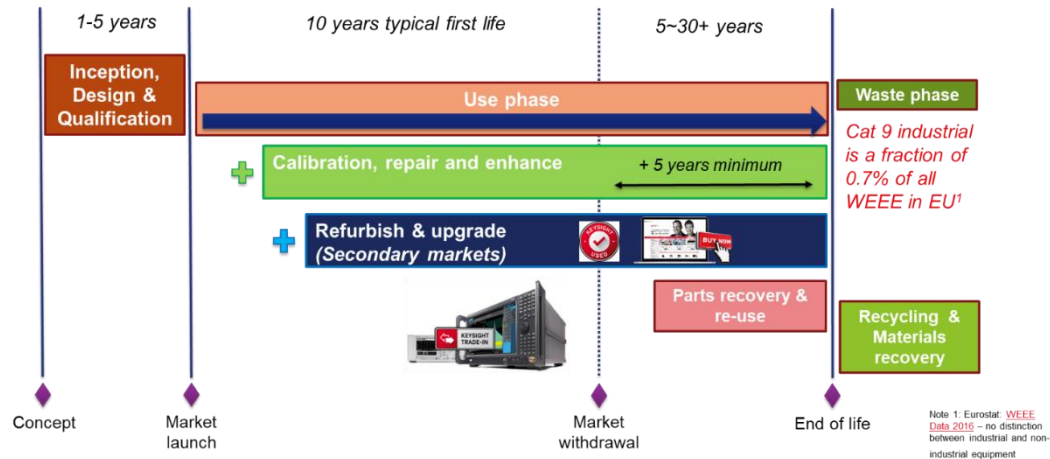 1-5 years
10 years typical first life
5~30+ years
Inception,
Design &
Qualification
Use phase
Waste phase
Cat 9 industrial
is a fraction of
0.7% of all
WEEE in EU¹
Calibration, repair and enhance
+ 5 years minimum
Refurbish & upgrade
(Secondary markets)
KEYSIGHT
USED
BUY NOW
Parts recovery &
re-use
KEYSIGHT
TRADE-IN
Recycling &
Materials
recovery
Concept
Market
launch
Market
withdrawal
End of life
Note 1: Eurostat: WEEE
Data 2016 – no distinction
between industrial and non-
industrial equipment